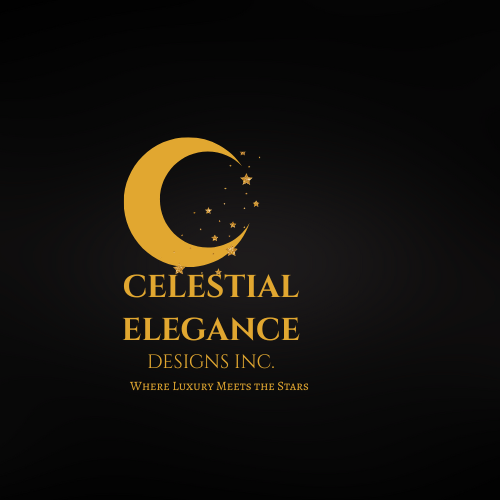 CELESTIAL
ELEGANCE
DESIGNS INC.
Where Luxury Meets the Stars